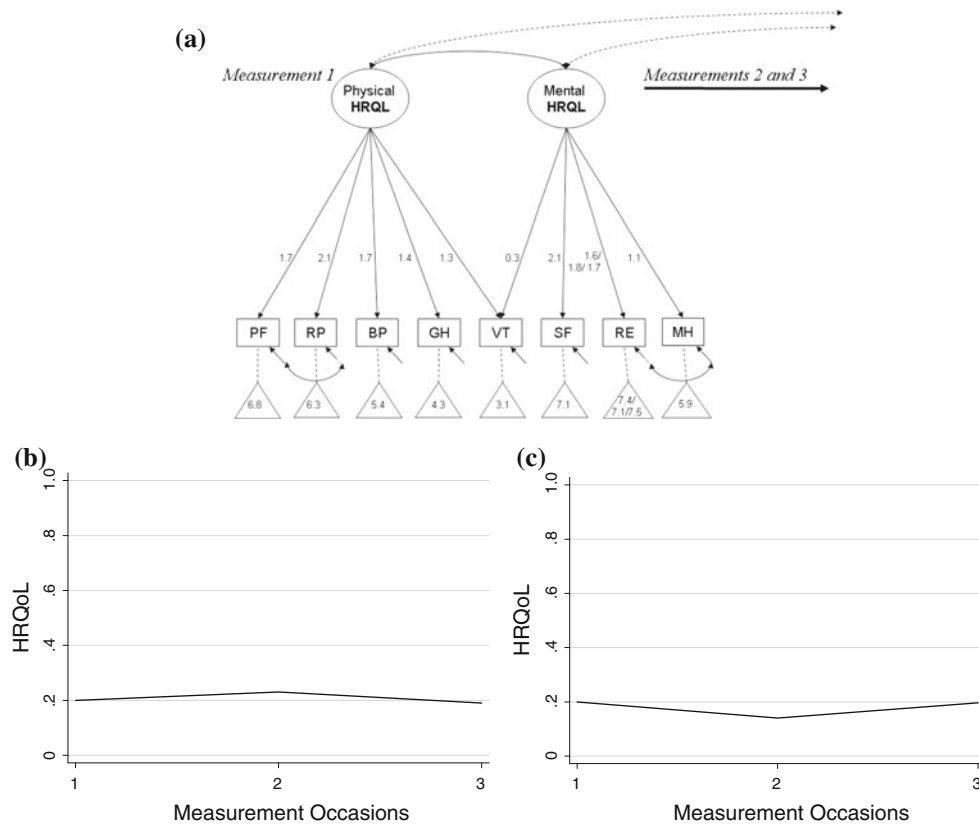 (a)
Measurement 1
Measurements 2 and 3
Physical
HRQL
Mental
HRQL
1.7
2.1
1.7
1.4
1.3
0.3
2.1
1.6/
1.8/ 1.7
1.1
PF
RP
BP
GH
VT
SF
RE
MH
6.8
6.3
5.4
4.3
3.1
7.1
7.4/
7.1/7.5
5.9
(b)
1.0
.8
.6
.4
.2
0
HRQoL
1
2
3
Measurement Occasions
(c)
1.0
.8
.6
.4
.2
0
HRQoL
1
2
3
Measurement Occasions